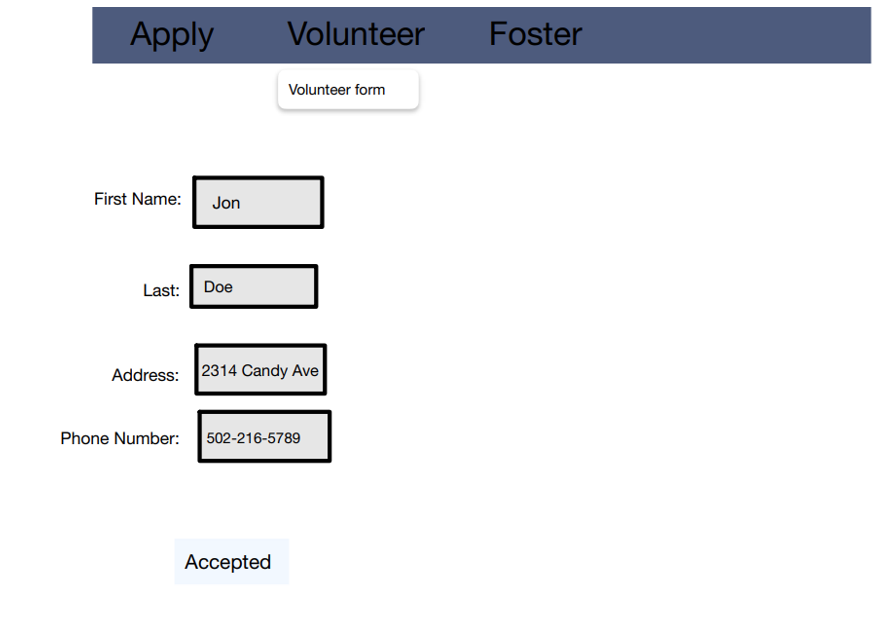 Apply Volunteer Foster
Volunteer form
First Name: Jon
Last: Doe
Address: 2314 Candy Ave
Phone Number: 502-216-5789
Accepted